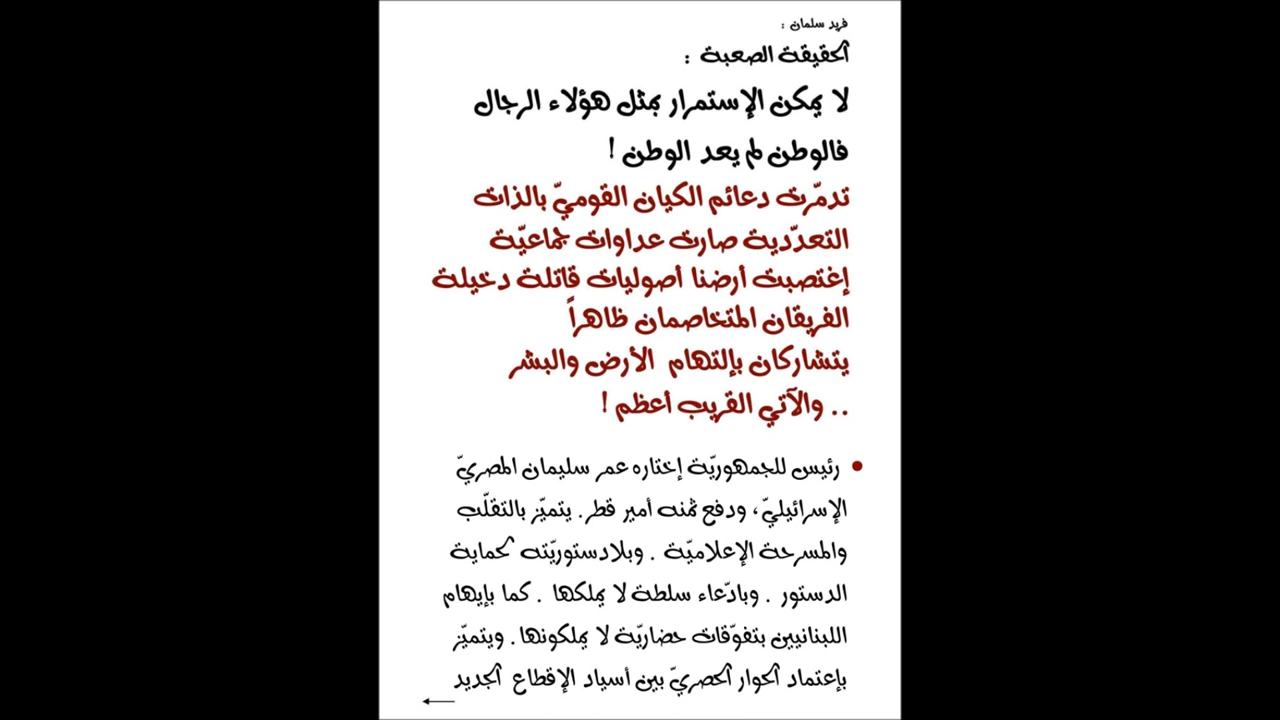 فريد سلمان :
الحقيقة الصعبة :
لا يمكن الإستمرار بمثل هؤلاء الرجال
فالوطن لم يعد الوطن !
تدمّرت دعائم الكيان القوميّ بالذات
التعدّدية صارت عداوات جماعيّة
إغتصبت أرضنا أصوليات قاتلة دخيلة
الفريقان المتخاصمان ظاهراً
يتشاركان بإلتهام الأرض والبشر
.. والآتي القريب أعظم !
• رئيس للجمهوريّة إختاره عمر سليمان المصريّ
الإسرائيليّ، ودفع ثمنه أمير قطر. يتميّز بالتقلّب
والمسرحة الإعلاميّة . وبلادستوريّته لحماية
الدستور . وبادّعاء سلطة لا يملكها . كما بإيهام
اللبنانيين بتفوّقات حضاريّة لا يملكونها. ويتميّز
بإعتماد الحوار الحصريّ بين أسياد الإقطاع الجديد